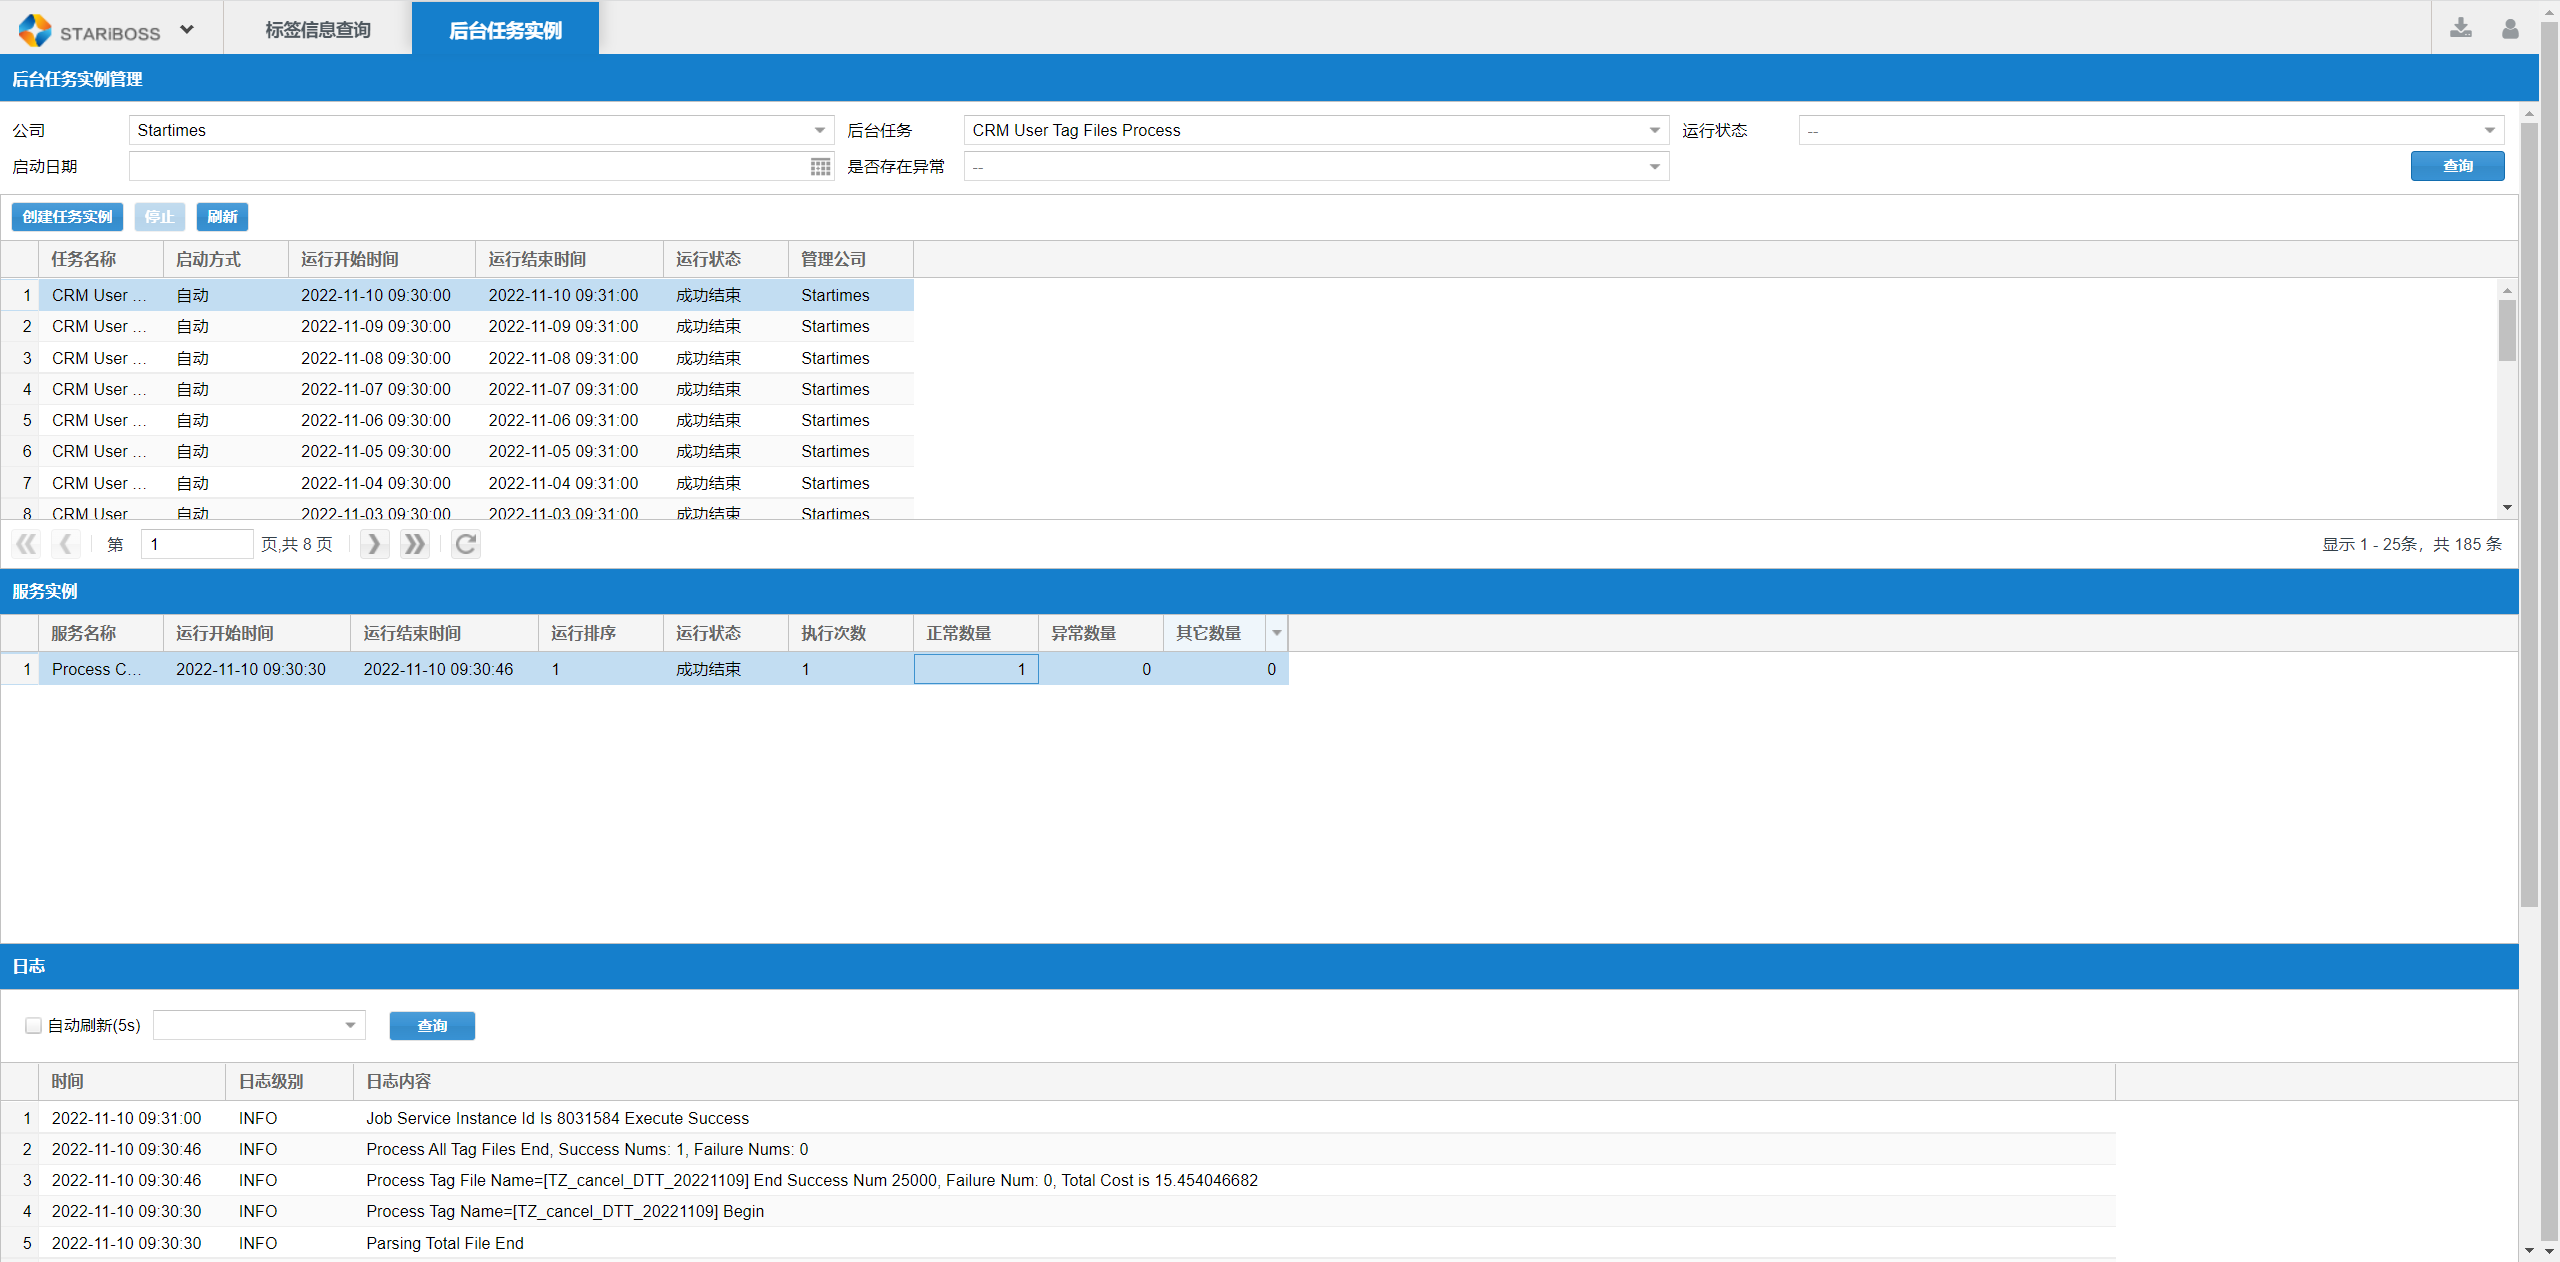 STARiBOSS 标签信息查询 后台任务实例
后台任务实例管理
公司 Startimes 后台任务 CRM User Tag Files Process 运行状态 --
启动日期 是否存在异常 -- 查询
创建任务实例 停止 刷新
任务名称 启动方式 运行开始时间 运行结束时间 运行状态 管理公司
1 CRM User ... 自动 2022-11-10 09:30:00 2022-11-10 09:31:00 成功结束 Startimes
2 CRM User ... 自动 2022-11-09 09:30:00 2022-11-09 09:31:00 成功结束 Startimes
3 CRM User ... 自动 2022-11-08 09:30:00 2022-11-08 09:31:00 成功结束 Startimes
4 CRM User ... 自动 2022-11-07 09:30:00 2022-11-07 09:31:00 成功结束 Startimes
5 CRM User ... 自动 2022-11-06 09:30:00 2022-11-06 09:31:00 成功结束 Startimes
6 CRM User ... 自动 2022-11-05 09:30:00 2022-11-05 09:31:00 成功结束 Startimes
7 CRM User ... 自动 2022-11-04 09:30:00 2022-11-04 09:31:00 成功结束 Startimes
8 CRM User 自动 2022-11-03 09:30:00 2022-11-03 09:31:00 成功结束 Startimes
第 1 页,共 8 页 显示 1 - 25条，共 185 条
服务实例
服务名称 运行开始时间 运行结束时间 运行排序 运行状态 执行次数 正常数量 异常数量 其它数量
1 Process C... 2022-11-10 09:30:30 2022-11-10 09:30:46 1 成功结束 1 1 0 0
日志
自动刷新(5s) 查询
时间 日志级别 日志内容
1 2022-11-10 09:31:00 INFO Job Service Instance Id Is 8031584 Execute Success
2 2022-11-10 09:30:46 INFO Process All Tag Files End, Success Nums: 1, Failure Nums: 0
3 2022-11-10 09:30:46 INFO Process Tag File Name=[TZ_cancel_DTT_20221109] End Success Num 25000, Failure Num: 0, Total Cost is 15.454046682
4 2022-11-10 09:30:30 INFO Process Tag Name=[TZ_cancel_DTT_20221109] Begin
5 2022-11-10 09:30:30 INFO Parsing Total File End